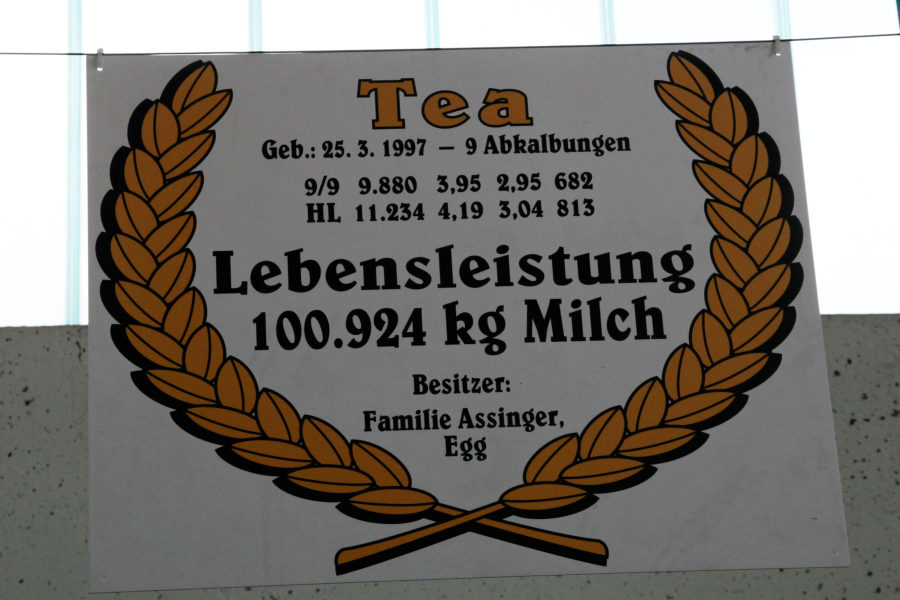 Tea
Geb.: 25. 3. 1997 – 9 Abkalbungen
9/9 9.880 3,95 2,95 682
HL 11.234 4,19 3,04 813
Lebensleistung
100.924 kg Milch
Besitzer:
Familie Assinger,
Egg